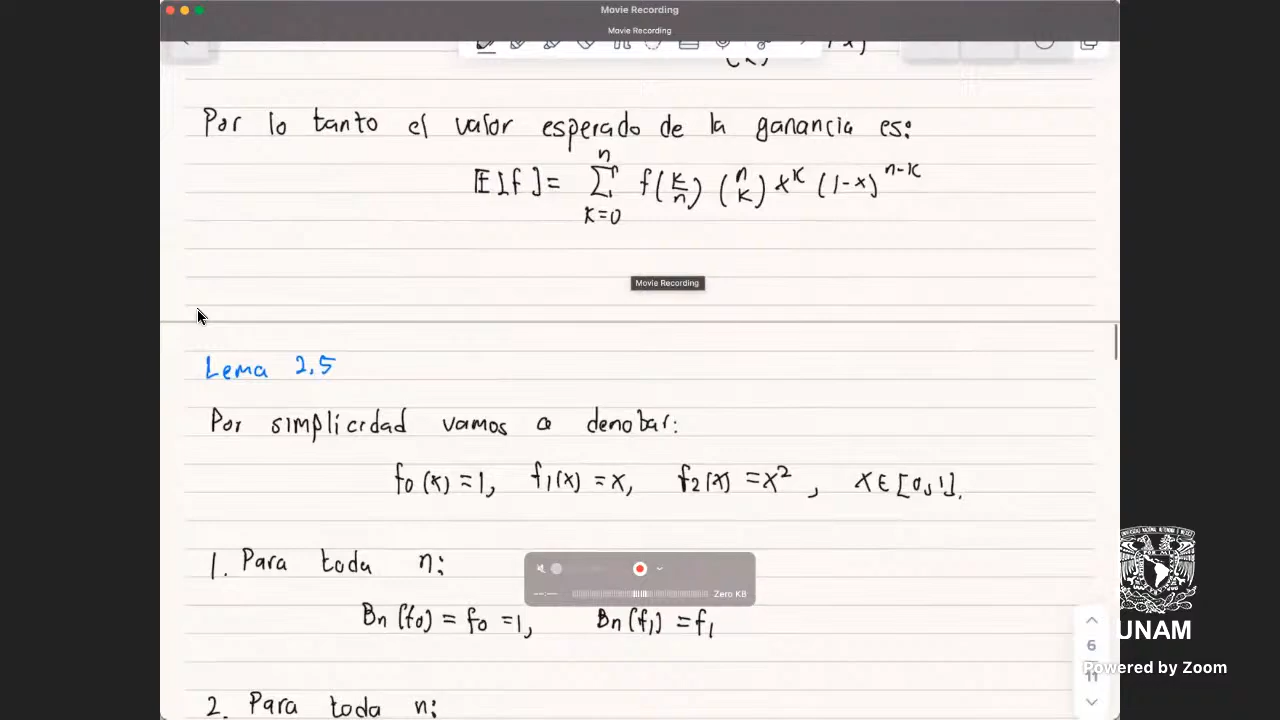 Movie Recording
Movie Recording
Por lo tanto el valor esperado de la ganancia es:
E[f] = ∑_{k=0}^{n} f(k/n) (n k) x^k (1-x)^{n-k}
Movie Recording
Lema 2.5
Por simplicidad vamos a denobar:
f0(x) = 1, f1(x) = x, f2(x) = x², x ∈ [0,1].
1. Para toda n:
Zero KB
Bn(f0) = f0 = 1, Bn(f1) = f1
2. Para toda n:
6
11
UNAM
Powered by Zoom